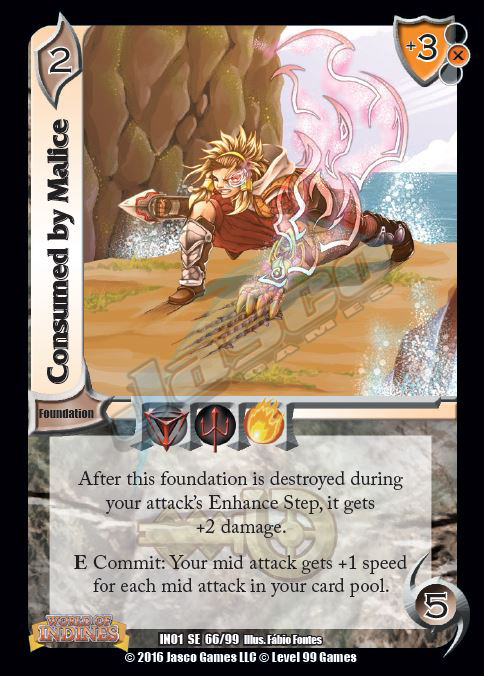 2
+3
Consumed by Malice
JASCO
GAMES
Foundation
After this foundation is destroyed during
your attack's Enhance Step, it gets
+2 damage.
E Commit: Your mid attack gets +1 speed
for each mid attack in your card pool.
5
WORLD OF
INDINES
IN01 SE 66/99 Illus. Fábio Fontes
© 2016 Jasco Games LLC © Level 99 Games